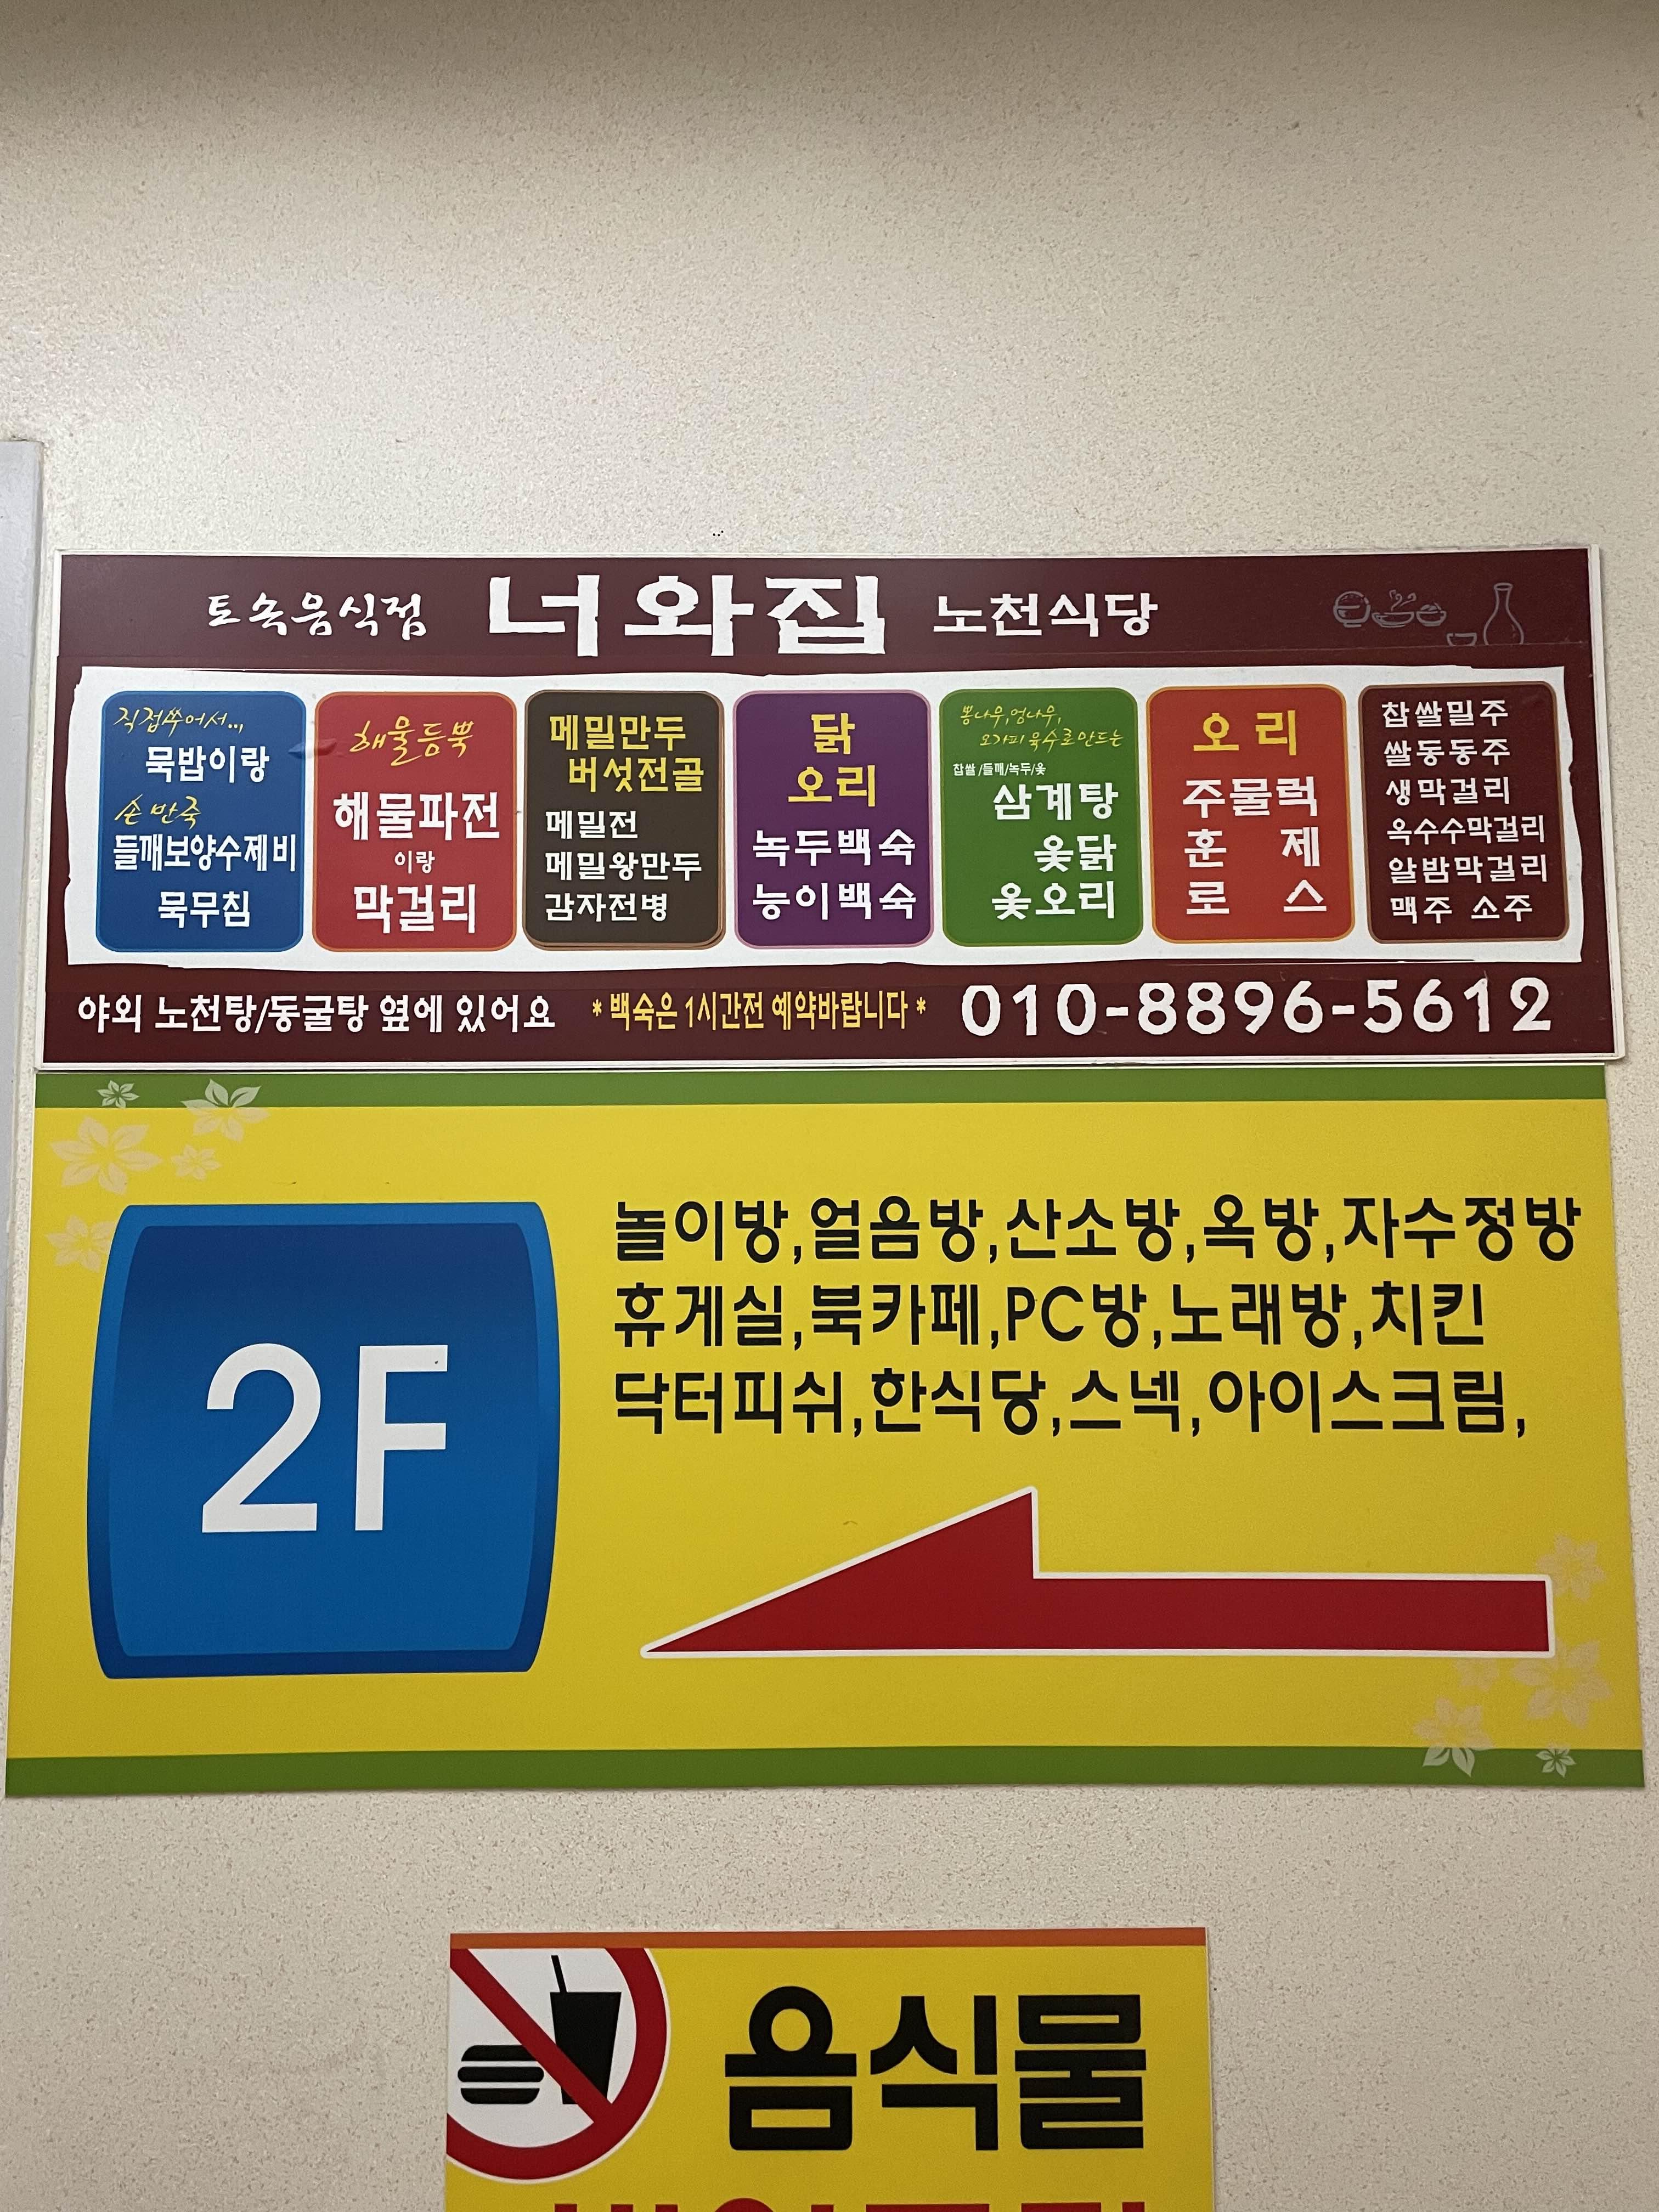 토속음식점 너와집 노천식당
직접쑤어서...
묵밥이랑
손반죽
들깨보양수제비
묵무침
해물듬뿍
해물파전
이랑
막걸리
메밀만두
버섯전골
메밀전
메밀왕만두
감자전병
닭
오리
녹두백숙
능이백숙
뽕나무,엄나무,
오가피 육수로 만드는
찹쌀/들깨/녹두/옻
삼계탕
옻닭
옻오리
오리
주물럭
훈제
로스
찹쌀밀주
쌀동동주
생막걸리
옥수수막걸리
알밤막걸리
맥주 소주
야외 노천탕/동굴탕 옆에 있어요 *백숙은 1시간전 예약바랍니다* 010-8896-5612
2F
놀이방,얼음방,산소방,옥방,자수정방
휴게실,북카페,PC방,노래방,치킨
닥터피쉬,한식당,스넥,아이스크림,
음식물